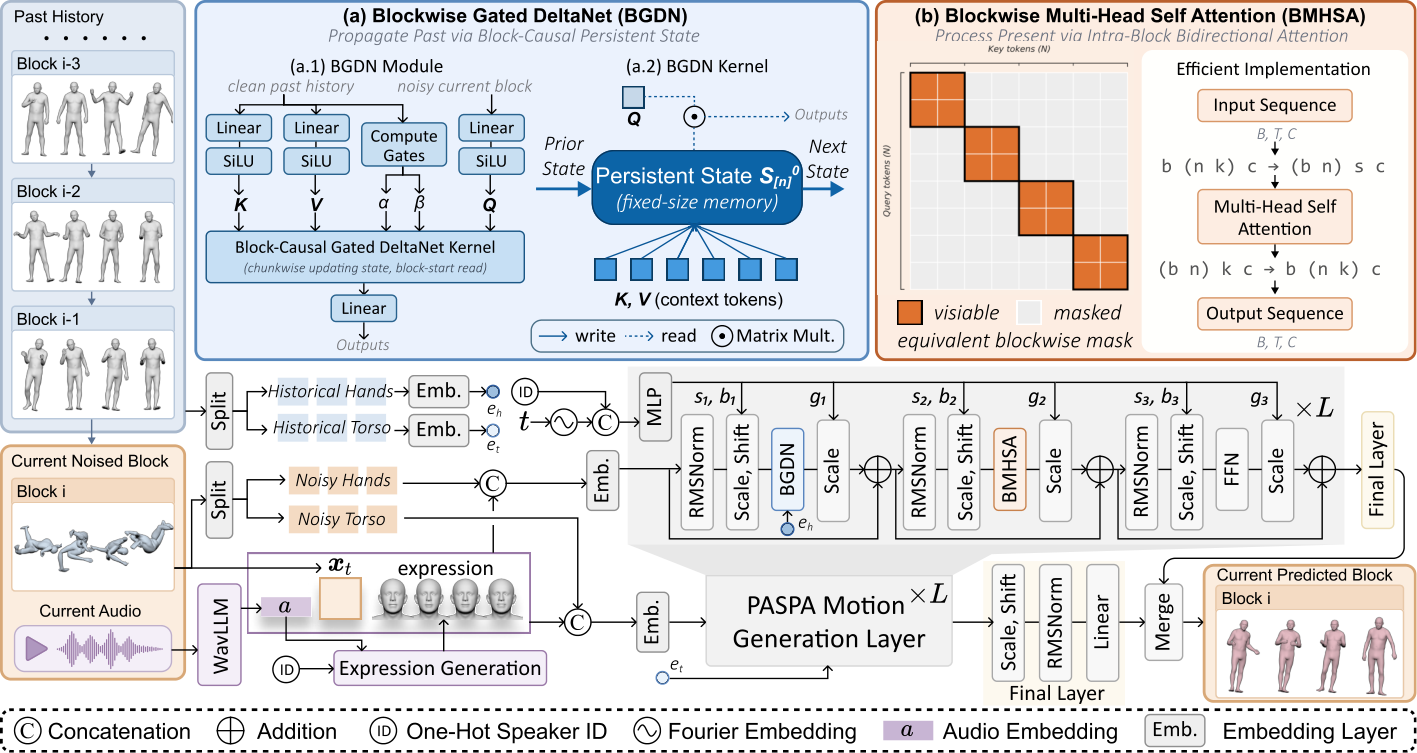 Past History
. . . . . .
Block i-3
Block i-2
Block i-1
(a) Blockwise Gated DeltaNet (BGDN)
Propagate Past via Block-Causal Persistent State
(a.1) BGDN Module
clean past history
noisy current block
Linear
Linear
Compute Gates
Linear
SiLU
SiLU
SiLU
K
V
α
β
Q
Block-Causal Gated DeltaNet Kernel
(chunkwise updating state, block-start read)
Linear
Outputs
(a.2) BGDN Kernel
Q
Outputs
Prior State
Next State
Persistent State S[n]⁰
(fixed-size memory)
K, V (context tokens)
write
read
Matrix Mult.
(b) Blockwise Multi-Head Self Attention (BMHSA)
Process Present via Intra-Block Bidirectional Attention
Key tokens (N)
Query tokens (N)
visiable
masked
equivalent blockwise mask
Efficient Implementation
Input Sequence
B, T, C
b (n k) c → (b n) s c
Multi-Head Self Attention
(b n) k c → b (n k) c
Output Sequence
B, T, C
Split
Historical Hands
Emb.
eh
Historical Torso
Emb.
et
ID
t
C
MLP
s1, b1
g1
s2, b2
g2
s3, b3
g3
×L
RMSNorm
Scale, Shift
BGDN
Scale
RMSNorm
Scale, Shift
BMHSA
Scale
RMSNorm
Scale, Shift
FFN
Scale
Final Layer
eh
Current Noised Block
Block i
Split
Noisy Hands
Noisy Torso
C
Emb.
Current Audio
WavLLM
a
xt
expression
ID
Expression Generation
C
Emb.
et
PASPA Motion Generation Layer
×L
Scale, Shift
RMSNorm
Linear
Final Layer
Merge
Current Predicted Block
Block i
C Concatenation
Addition
ID One-Hot Speaker ID
Fourier Embedding
a Audio Embedding
Emb. Embedding Layer